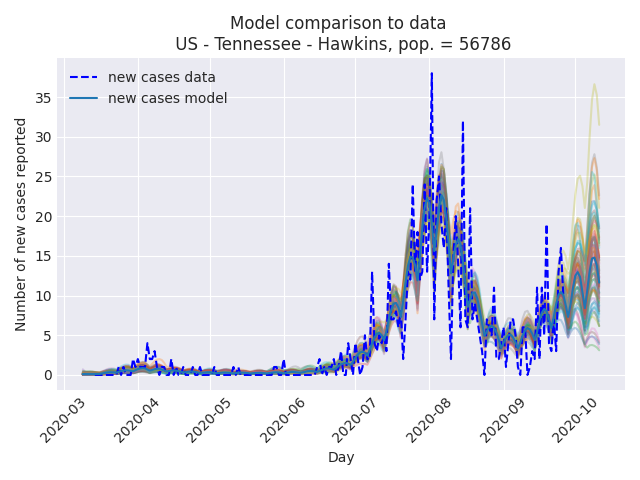 Model comparison to data
US - Tennessee - Hawkins, pop. = 56786
new cases data
new cases model
Number of new cases reported
35
30
25
20
15
10
5
0
2020-03
2020-04
2020-05
2020-06
2020-07
2020-08
2020-09
2020-10
Day